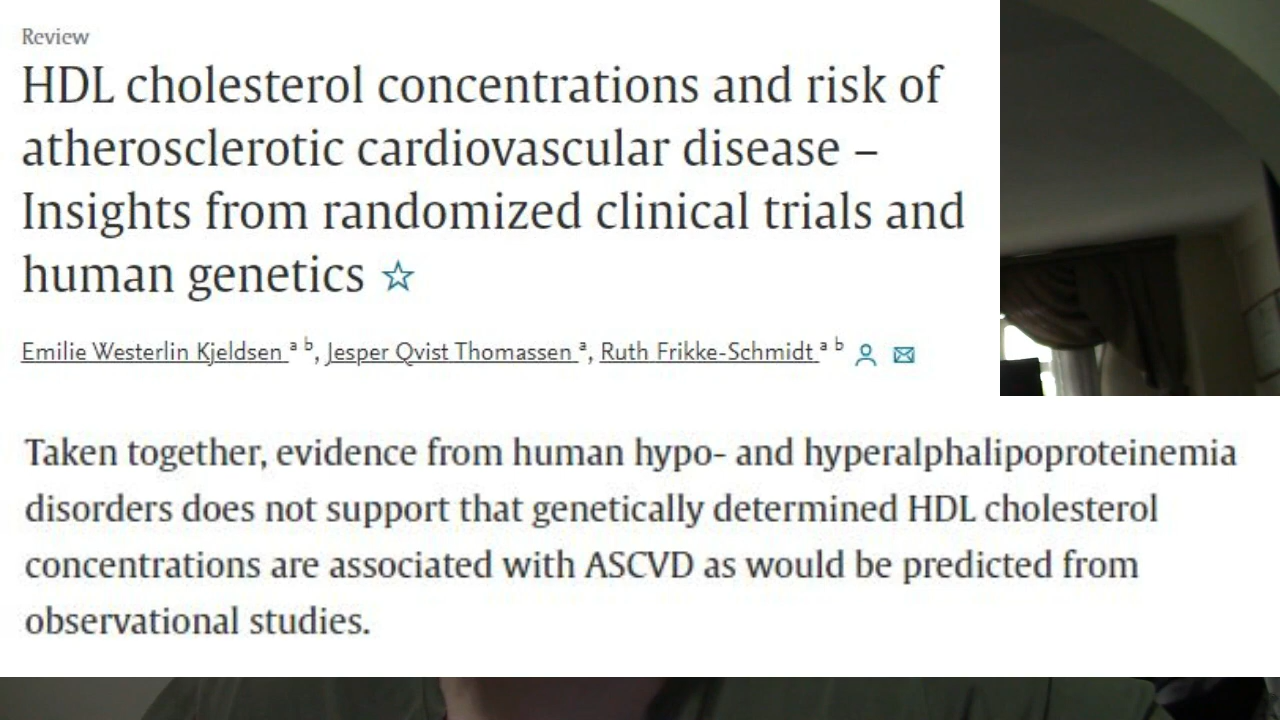 Review
HDL cholesterol concentrations and risk of
atherosclerotic cardiovascular disease –
Insights from randomized clinical trials and
human genetics ☆
Emilie Westerlin Kjeldsen a b, Jesper Qvist Thomassen a, Ruth Frikke-Schmidt a b
Taken together, evidence from human hypo- and hyperalphalipoproteinemia
disorders does not support that genetically determined HDL cholesterol
concentrations are associated with ASCVD as would be predicted from
observational studies.